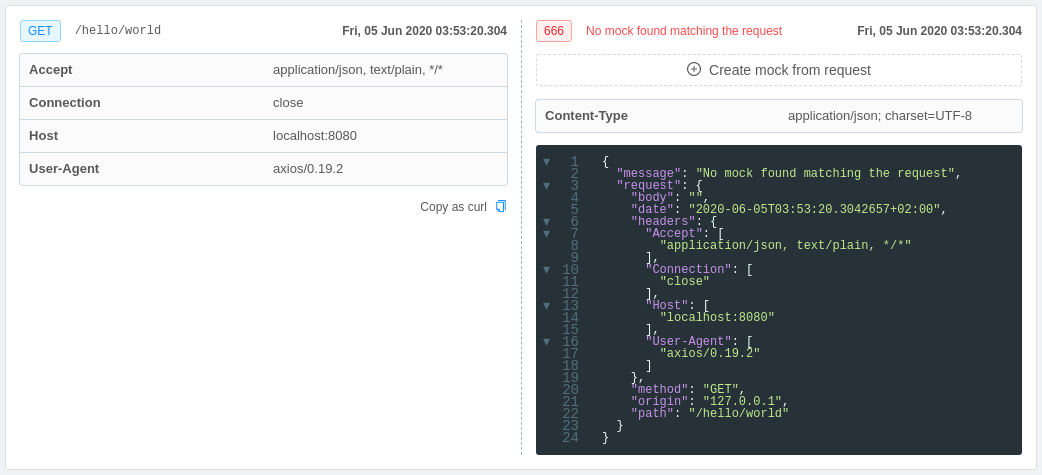 GET /hello/world Fri, 05 Jun 2020 03:53:20.304
Accept application/json, text/plain, */*
Connection close
Host localhost:8080
User-Agent axios/0.19.2
Copy as curl
666 No mock found matching the request Fri, 05 Jun 2020 03:53:20.304
Create mock from request
Content-Type application/json; charset=UTF-8
1 {
2 "message": "No mock found matching the request",
3 "request": {
4 "body": "",
5 "date": "2020-06-05T03:53:20.3042657+02:00",
6 "headers": {
7 "Accept": [
8 "application/json, text/plain, */*"
9 ],
10 "Connection": [
11 "close"
12 ],
13 "Host": [
14 "localhost:8080"
15 ],
16 "User-Agent": [
17 "axios/0.19.2"
18 ]
19 },
20 "method": "GET",
21 "origin": "127.0.0.1",
22 "path": "/hello/world"
23 }
24 }